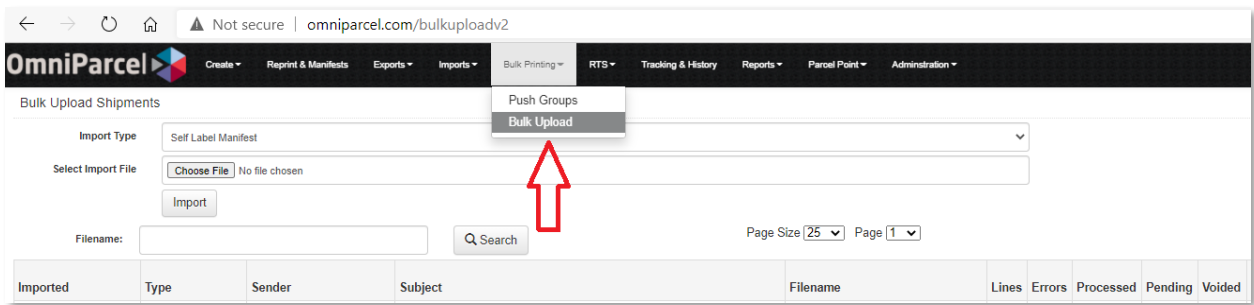 Not secure | omniparcel.com/bulkuploadv2
OmniParcel Create Reprint & Manifests Exports Imports Bulk Printing RTS Tracking & History Reports Parcel Point Adminstration
Push Groups
Bulk Upload
Bulk Upload Shipments
Import Type Self Label Manifest
Select Import File Choose File No file chosen
Import
Filename: Search Page Size 25 Page 1
Imported Type Sender Subject Filename Lines Errors Processed Pending Voided